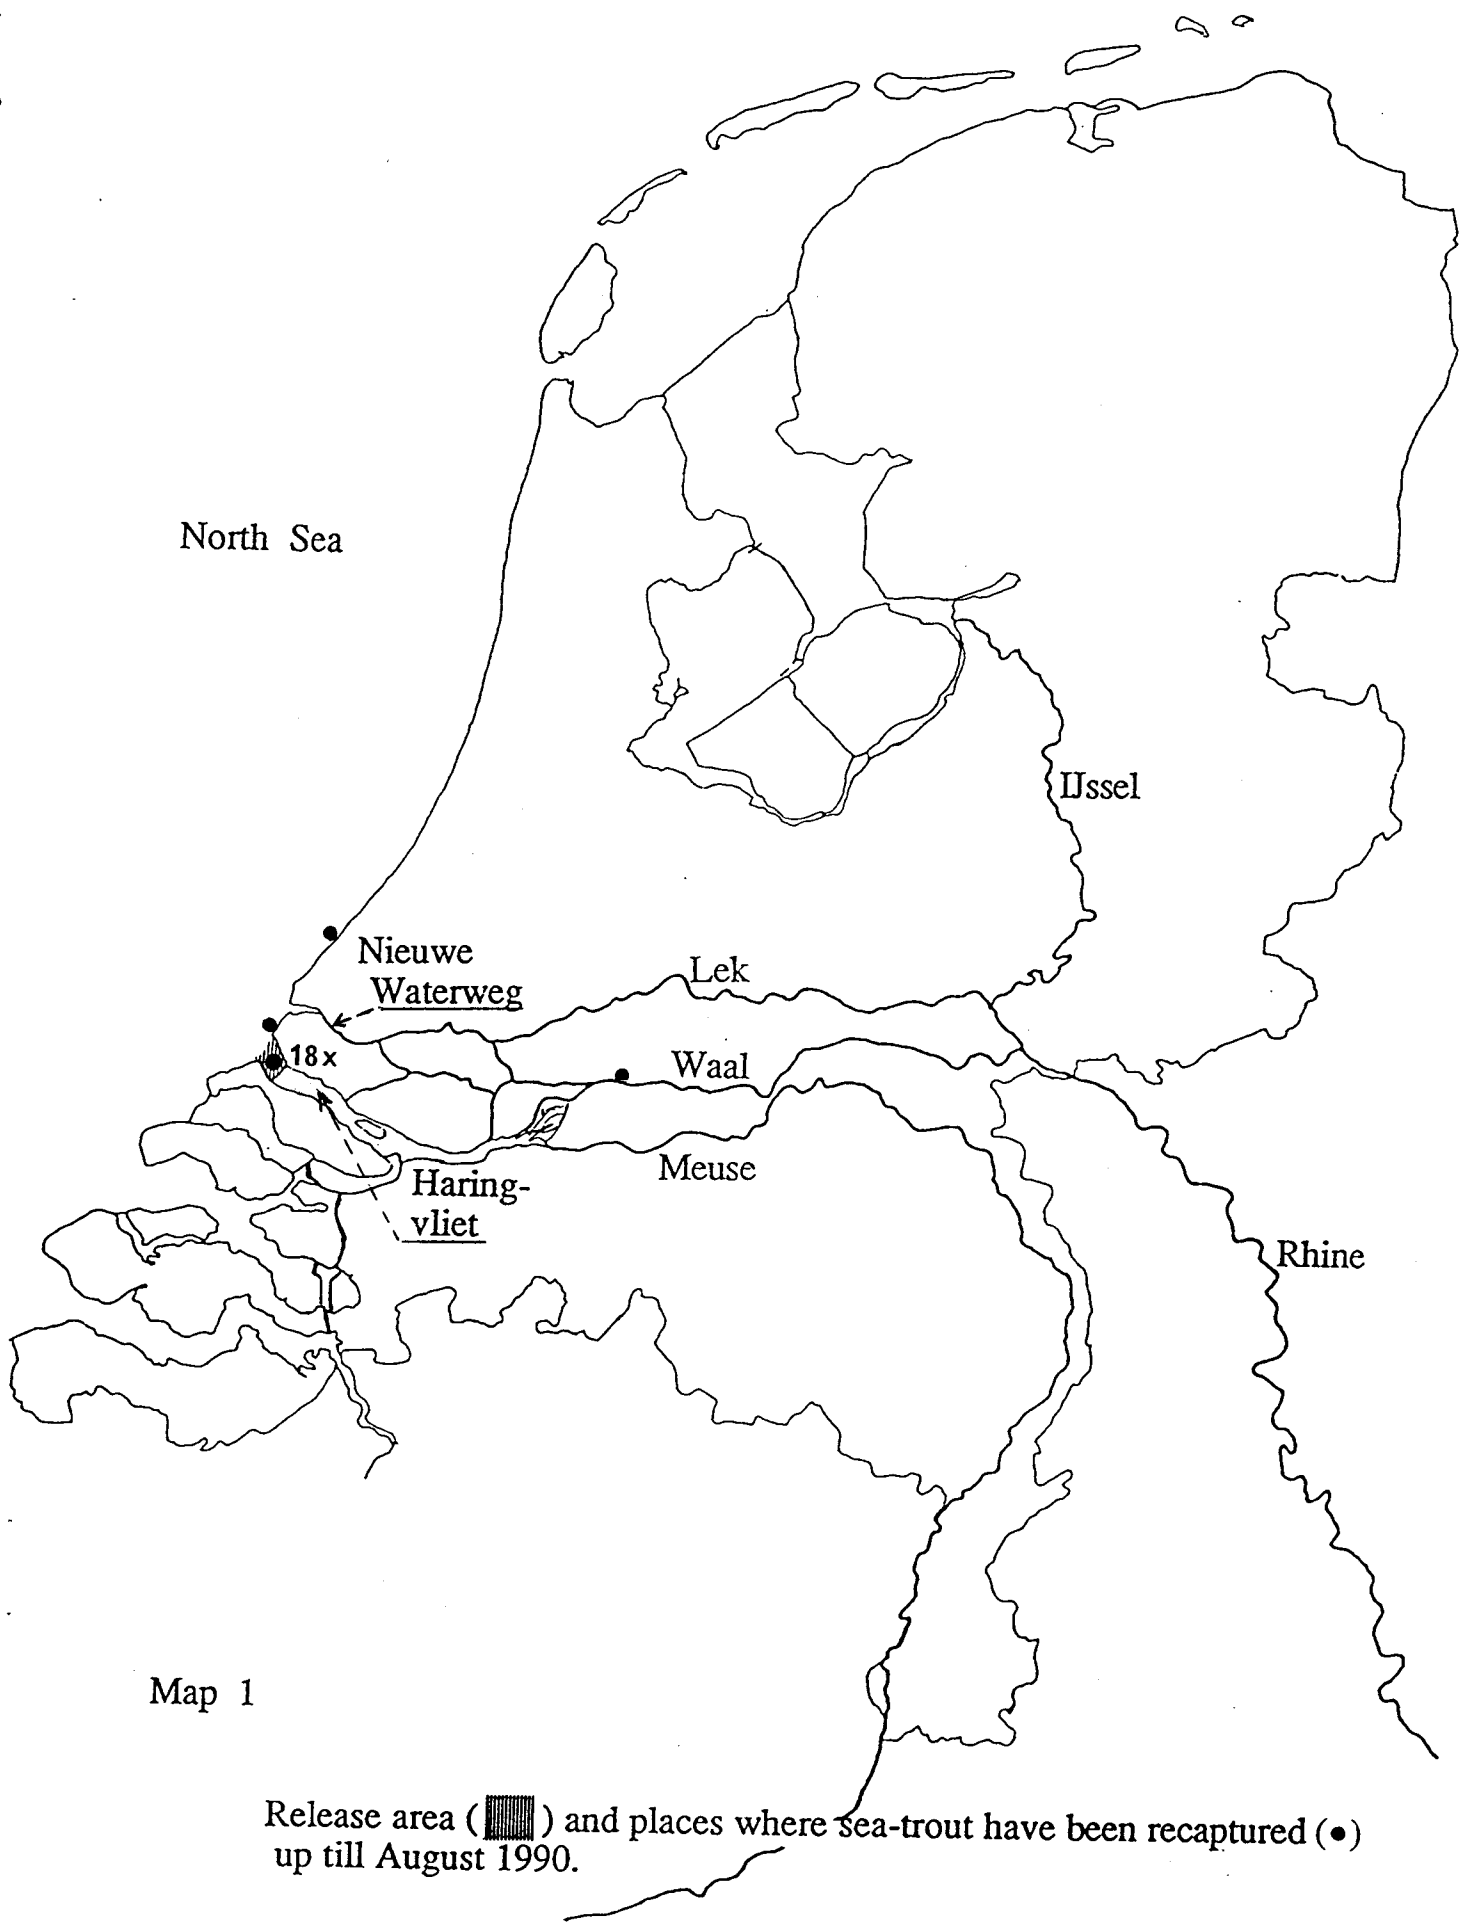 North Sea
IJssel
Nieuwe
Waterweg
Lek
18x
Waal
Meuse
Haring-
vliet
Rhine
Map 1
Release area ( ) and places where sea-trout have been recaptured (•)
up till August 1990.